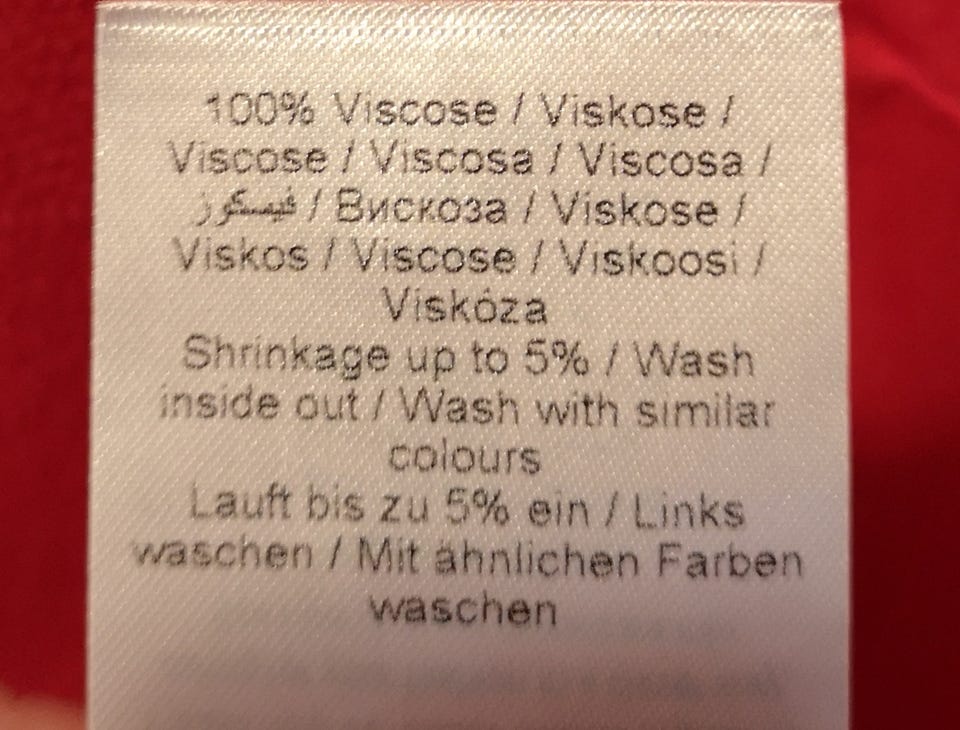 100% Viscose / Viskose /
Viscose / Viscosa / Viscosa /
فيسكوز / Вискоза / Viskose /
Viskos / Viscose / Viskoosi /
Viskóza
Shrinkage up to 5% / Wash
inside out / Wash with similar
colours
Lauft bis zu 5% ein / Links
waschen / Mit ähnlichen Farben
waschen